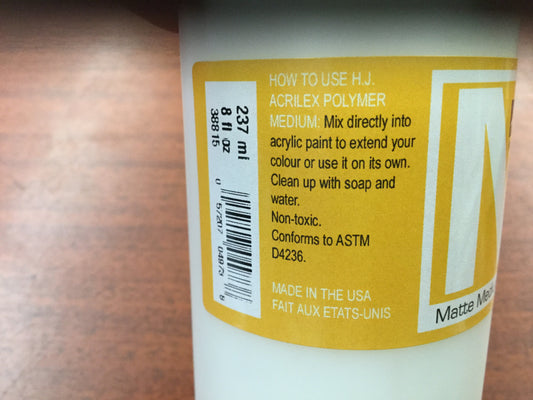 HOW TO USE H.J.
ACRILEX POLYMER
MEDIUM: Mix directly into
acrylic paint to extend your
colour or use it on its own.
Clean up with soap and
water.
Non-toxic.
Conforms to ASTM
D4236.
MADE IN THE USA
FAIT AUX ETATS-UNIS
237 ml
8 fl oz
388 15
Matte